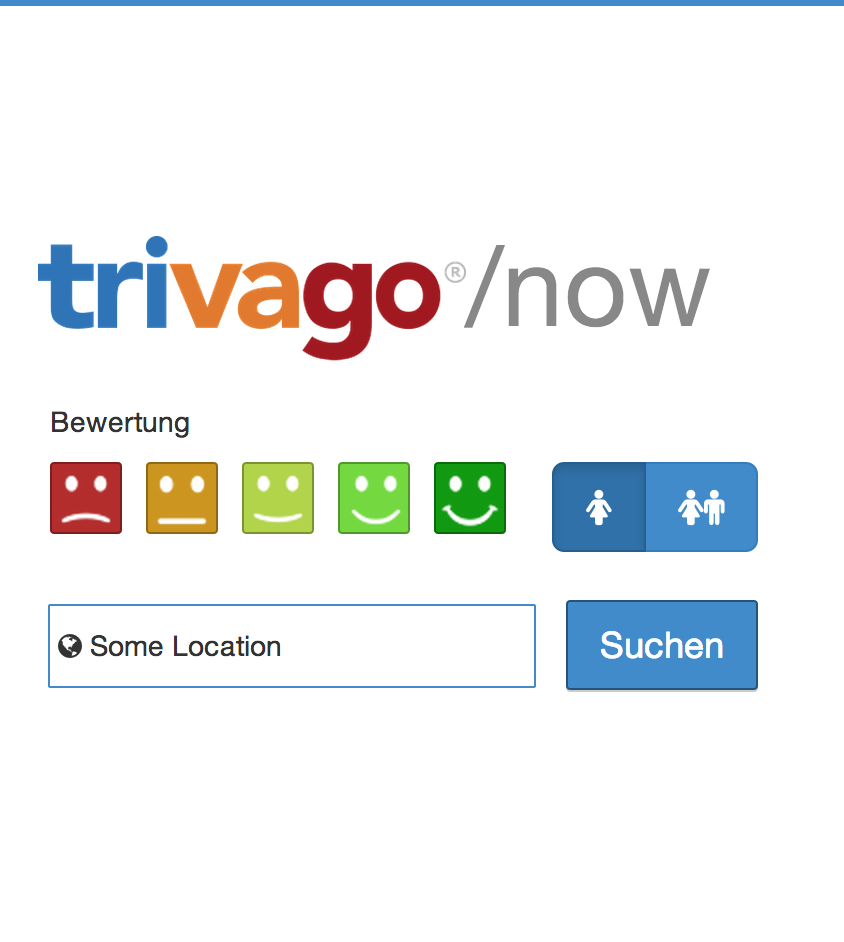 trivago®/now
Bewertung
Some Location
Suchen